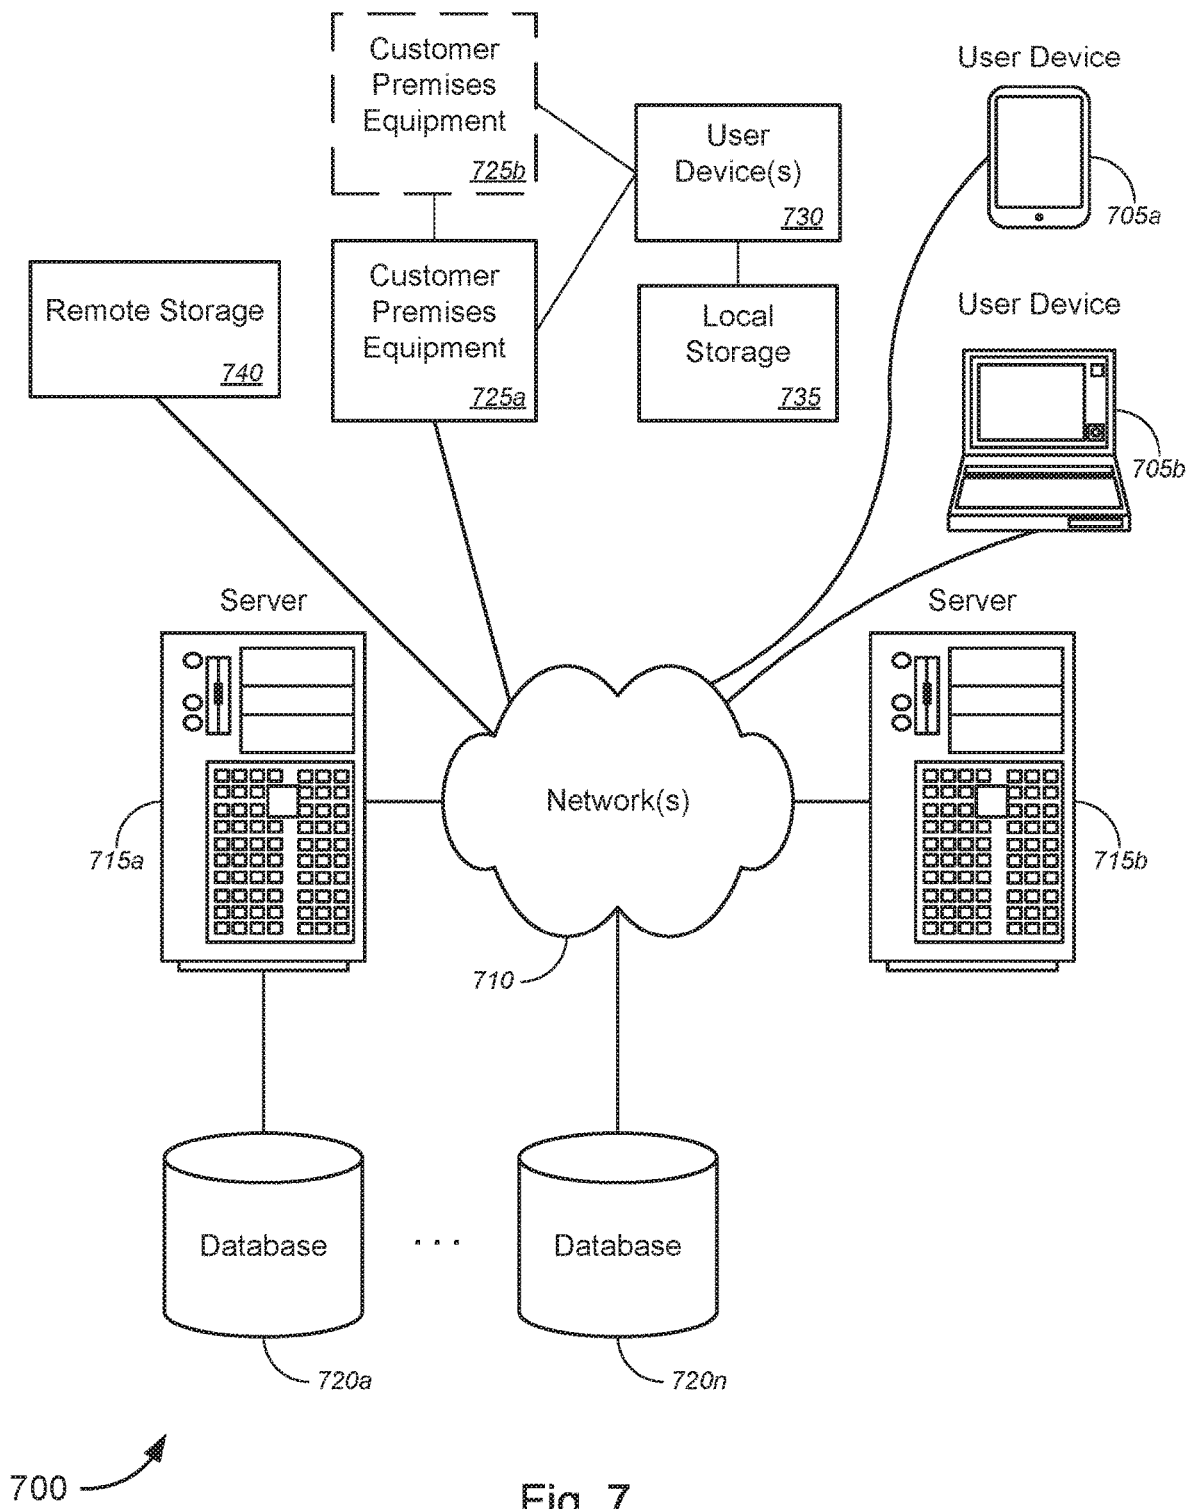 Customer
Premises
Equipment
725b
User
Device(s)
730
User Device
705a
Remote Storage
740
Customer
Premises
Equipment
725a
Local
Storage
735
User Device
705b
Server
715a
Network(s)
710
Server
715b
Database
720a
. . .
Database
720n
700
Fig. 7